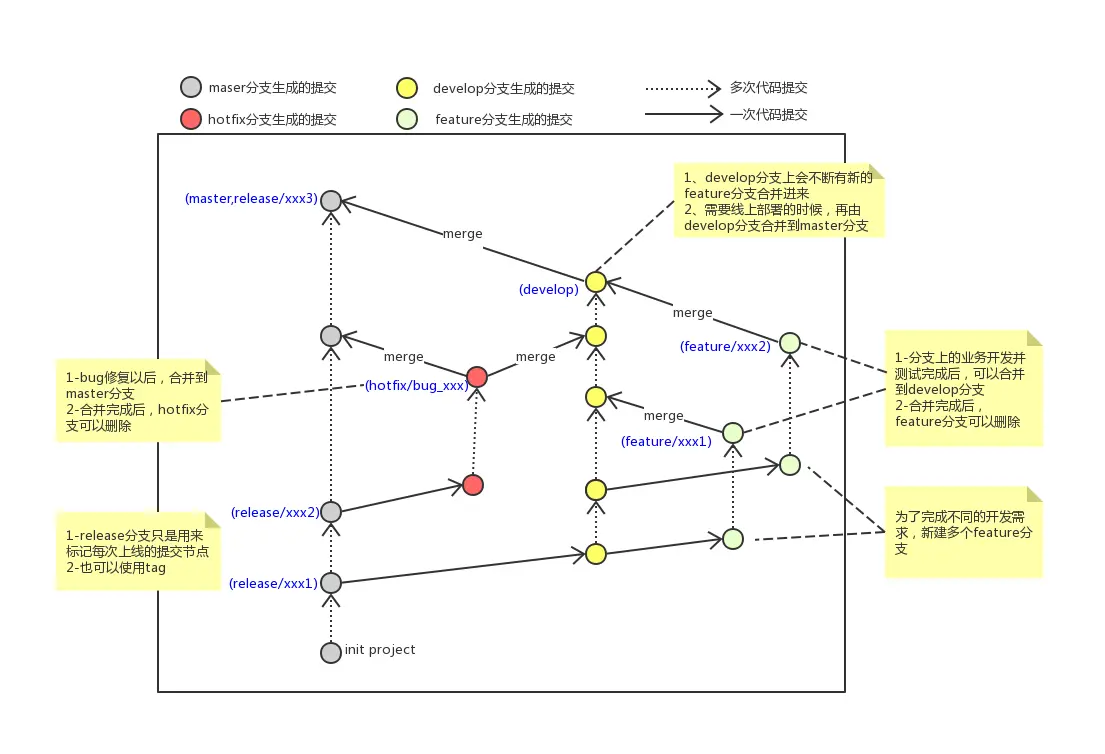 maser分支生成的提交
develop分支生成的提交
多次代码提交
hotfix分支生成的提交
feature分支生成的提交
一次代码提交
1、develop分支上会不断有新的
feature分支合并进来
2、需要线上部署的时候，再由
develop分支合并到master分支
(master,release/xxx3)
merge
(develop)
merge
(feature/xxx2)
merge
merge
(hotfix/bug_xxx)
1-bug修复以后，合并到
master分支
2-合并完成后，hotfix分
支可以删除
1-分支上的业务开发并
测试完成后，可以合并
到develop分支
2-合并完成后，
feature分支可以删除
merge
(feature/xxx1)
(release/xxx2)
1-release分支只是用来
标记每次上线的提交节点
2-也可以使用tag
为了完成不同的开发需
求，新建多个feature分
支
(release/xxx1)
init project